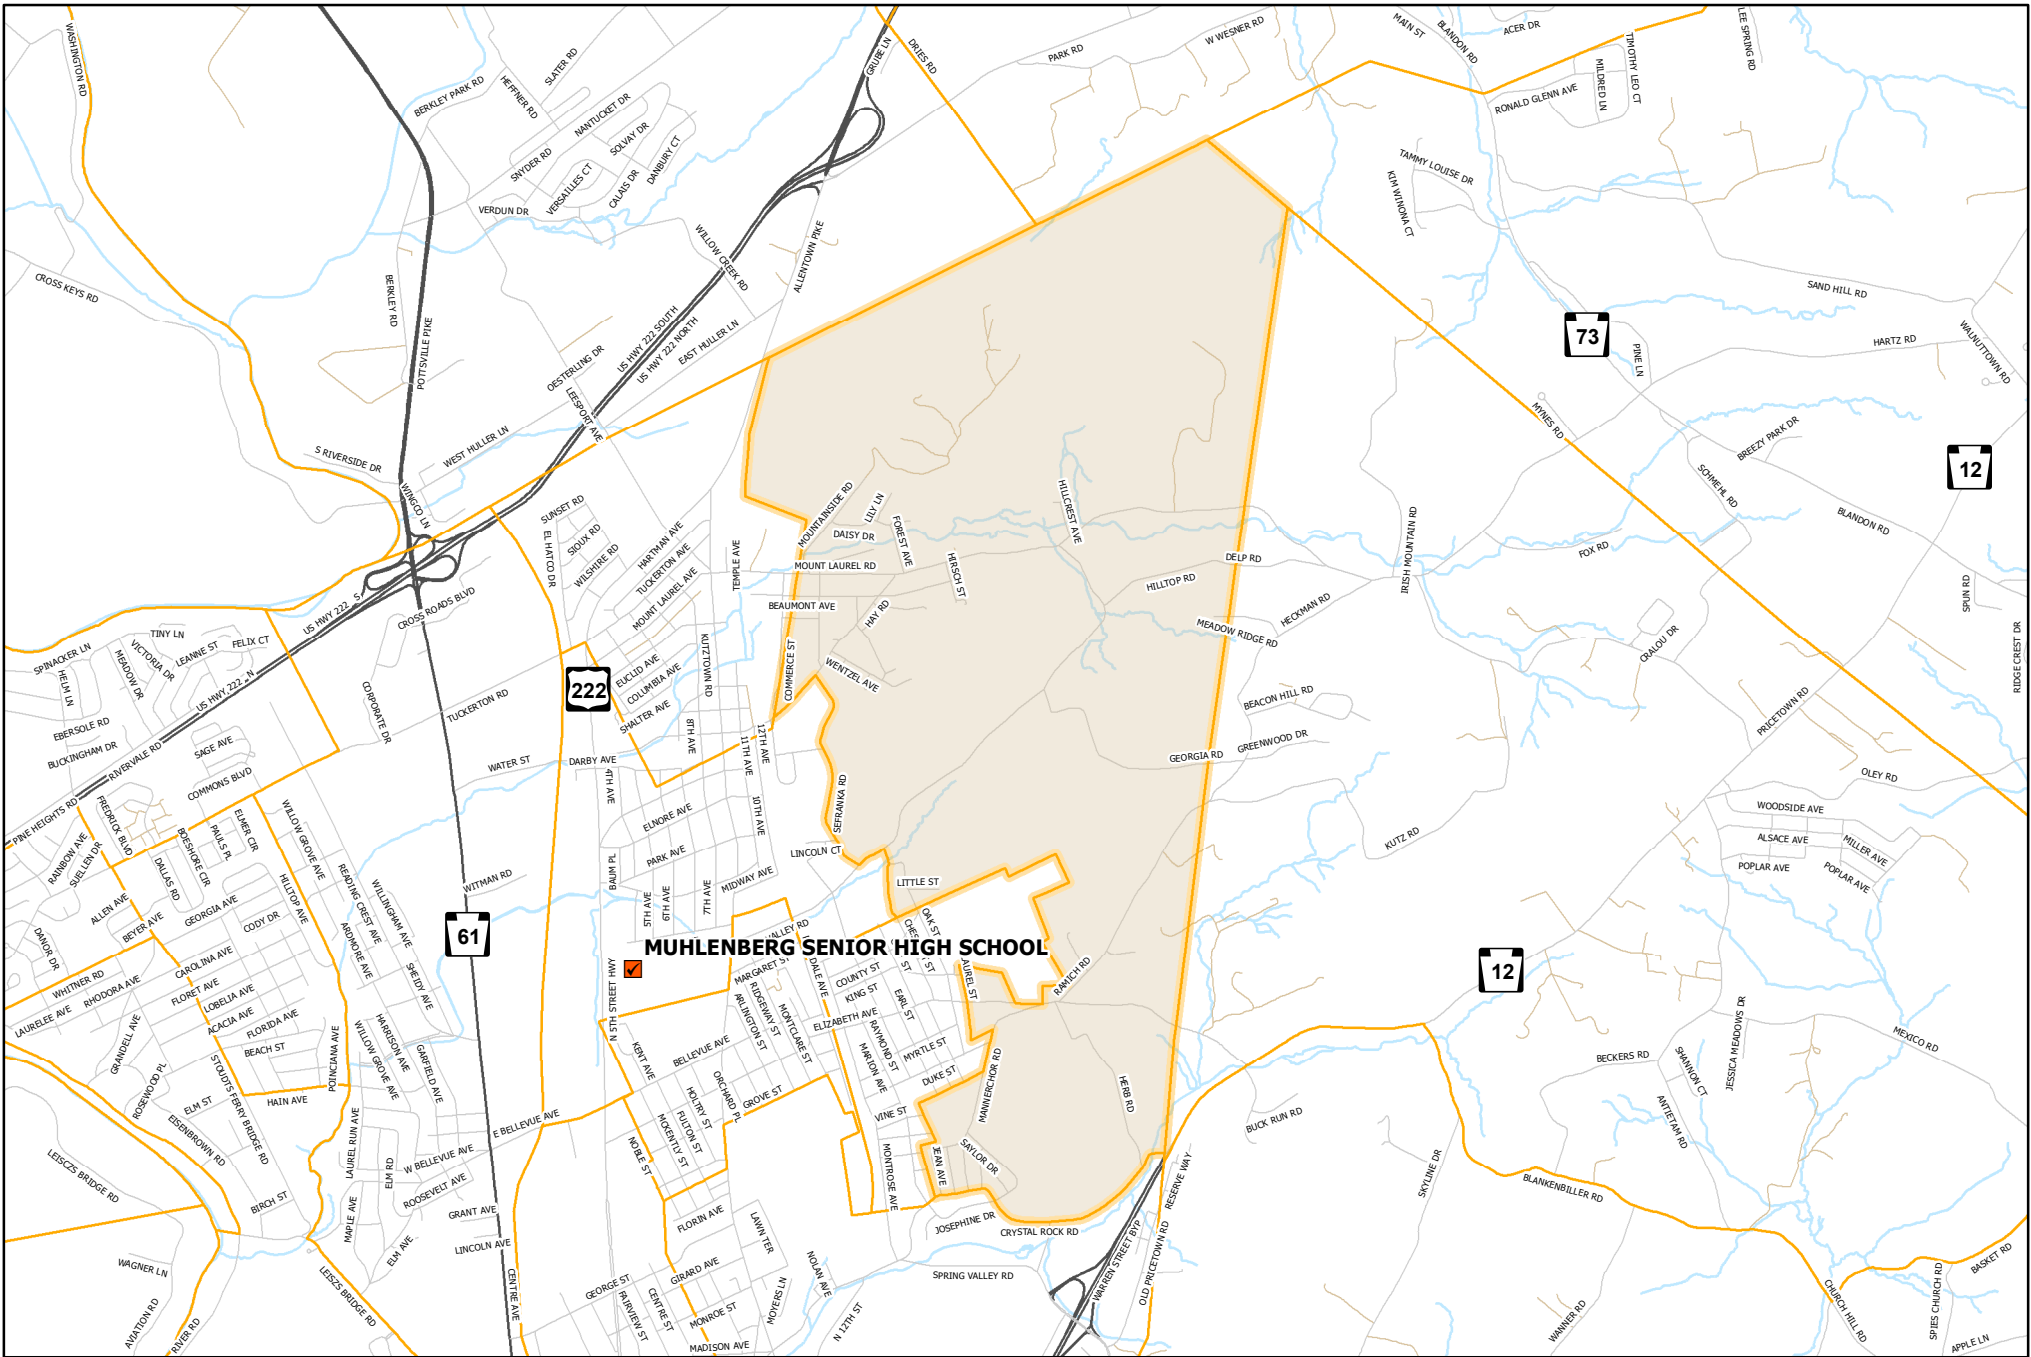 WASHINGTON RD
BERKLEY PARK RD
HEFFNER RD
SLATER RD
NANTUCKET DR
SNYDER RD
SOLVAY DR
DANBURY CT
VERSAILLES CT
CALAIS DR
VERDUN DR
GRUBE LN
DRIES RD
PARK RD
W WESNER RD
MAIN ST
BLANDON RD
ACER DR
LEE SPRING RD
TIMOTHY LEO CT
MILDRED LN
RONALD GLENN AVE
TAMMY LOUISE DR
KIM WINONA CT
CROSS KEYS RD
BERKLEY RD
POTTSVILLE PIKE
WILLOW CREEK RD
ALLENTOWN PIKE
US HWY 222 SOUTH
US HWY 222 NORTH
EAST HULLER LN
OESTERLING DR
LEESPORT AVE
SAND HILL RD
73
PINE LN
HARTZ RD
WALNUTTOWN RD
MYNES RD
BREEZY PARK DR
SCHMEHL RD
12
BLANDON RD
S RIVERSIDE DR
WEST HULLER LN
WINGCO LN
SUNSET RD
SIOUX RD
WILSHIRE RD
EL HATCO DR
HARTMAN AVE
TUCKERTON AVE
MOUNT LAUREL AVE
TEMPLE AVE
MOUNTAINSIDE RD
LILY LN
DAISY DR
FOREST AVE
HILLCREST AVE
HIRSCH ST
MOUNT LAUREL RD
DELP RD
HILLTOP RD
IRISH MOUNTAIN RD
FOX RD
SPUN RD
BEAUMONT AVE
HAY RD
HECKMAN RD
MEADOW RIDGE RD
US HWY 222 S
CROSS ROADS BLVD
SPINACKER LN
TINY LN
VICTORIA DR
FELIX CT
LEANNE ST
MEADOW DR
HELM LN
US HWY 222 N
EBERSOLE RD
BUCKINGHAM DR
RIVERVALE RD
SAGE AVE
CORPORATE DR
TUCKERTON RD
222
EUCLID AVE
COLUMBIA AVE
SHALTER AVE
KUTZTOWN RD
COMMERCE ST
WENTZEL AVE
CRALOU DR
RIDGECREST DR
BEACON HILL RD
GREENWOOD DR
GEORGIA RD
PRICETOWN RD
8TH AVE
11TH AVE
12TH AVE
WATER ST
DARBY AVE
4TH AVE
COMMONS BLVD
PINE HEIGHTS RD
FREDRICK BLVD
RAINBOW AVE
SUELLEN DR
BOESHORE CIR
PAULS PL
ELMER CIR
DALLAS RD
WILLOW GROVE AVE
ELNORE AVE
10TH AVE
SEFRANKA RD
PARK AVE
LINCOLN CT
MIDWAY AVE
LITTLE ST
BAUM PL
5TH AVE
6TH AVE
7TH AVE
WITMAN RD
KUTZ RD
OLEY RD
WOODSIDE AVE
ALSACE AVE
MILLER AVE
POPLAR AVE
POPLAR AVE
ALLEN AVE
BEYER AVE
GEORGIA AVE
HILLTOP AVE
CODY DR
READING CREST AVE
WILLINGHAM AVE
ARDMORE AVE
SHEIDY AVE
DANOR DR
WHITNER RD
CAROLINA AVE
RHODORA AVE
FLORET AVE
LAURELEE AVE
LOBELIA AVE
ACACIA AVE
FLORIDA AVE
BEACH ST
GRANDELL AVE
61
MUHLENBERG SENIOR HIGH SCHOOL
N 5TH STREET HWY
MARGARET ST
RIDGEWAY ST
ARLINGTON ST
MONTCLARE ST
COUNTY ST
KING ST
EARL ST
OAK ST
ELIZABETH AVE
RAYMOND ST
MARION AVE
MYRTLE ST
DUKE ST
VINE ST
RAMICH RD
MANNERCHOR RD
HERB RD
SAYLOR DR
JEAN AVE
12
MEXICO RD
JESSICA MEADOWS DR
BECKERS RD
SHANNON CT
ANTIETAM RD
POINCIANA AVE
WILLOW GROVE AVE
HARRISON AVE
GARFIELD AVE
STOUDTS FERRY BRIDGE RD
ROSEWOOD PL
HAIN AVE
ELM ST
EISENBROWN RD
KENT AVE
BELLEVUE AVE
E BELLEVUE AVE
HOLTRY ST
ORCHARD PL
GROVE ST
FULTON ST
MCKENTLY ST
NOBLE ST
W BELLEVUE AVE
LAUREL RUN AVE
ELM RD
ROOSEVELT AVE
GRANT AVE
LEISCZS BRIDGE RD
BIRCH ST
MAPLE AVE
ELM AVE
LINCOLN AVE
CENTRE AVE
MONTROSE AVE
JOSEPHINE DR
CRYSTAL ROCK RD
BUCK RUN RD
RESERVE WAY
SKYLINE DR
BLANKENBILLER RD
WAGNER LN
LEISZS BRIDGE RD
AVIATION RD
RIVER RD
FLORIN AVE
LAWN TER
GIRARD AVE
GEORGE ST
FAIRVIEW ST
CENTRE ST
MONROE ST
MOYERS LN
NOLAN AVE
MADISON AVE
N 12TH ST
SPRING VALLEY RD
WARREN STREET BYP
OLD PRICETOWN RD
WANNER RD
CHURCH HILL RD
SPIES CHURCH RD
BASKET RD
APPLE LN